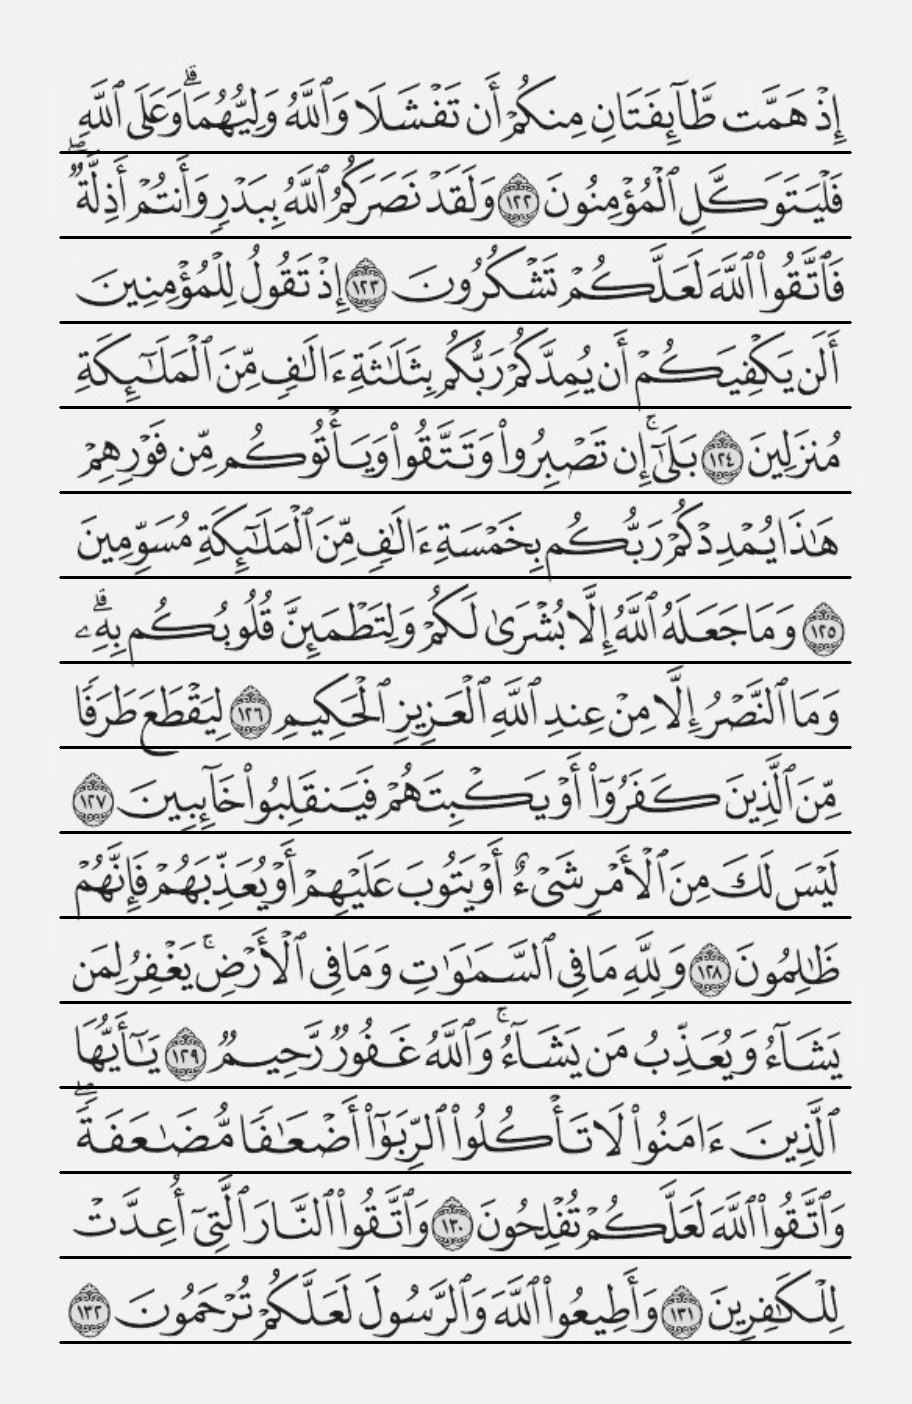 إِذْ هَمَّت طَّآئِفَتَانِ مِنكُمْ أَن تَفْشَلَا وَٱللَّهُ وَلِيُّهُمَاۗ وَعَلَى ٱللَّهِ
فَلْيَتَوَكَّلِ ٱلْمُؤْمِنُونَ ١٢٢ وَلَقَدْ نَصَرَكُمُ ٱللَّهُ بِبَدْرٍ وَأَنتُمْ أَذِلَّةٌۖ
فَٱتَّقُوا۟ ٱللَّهَ لَعَلَّكُمْ تَشْكُرُونَ ١٢٣ إِذْ تَقُولُ لِلْمُؤْمِنِينَ
أَلَن يَكْفِيَكُمْ أَن يُمِدَّكُمْ رَبُّكُم بِثَلَٰثَةِ ءَالَٰفٍ مِّنَ ٱلْمَلَٰٓئِكَةِ
مُنزَلِينَ ١٢٤ بَلَىٰٓۚ إِن تَصْبِرُوا۟ وَتَتَّقُوا۟ وَيَأْتُوكُم مِّن فَوْرِهِمْ
هَٰذَا يُمْدِدْكُمْ رَبُّكُم بِخَمْسَةِ ءَالَٰفٍ مِّنَ ٱلْمَلَٰٓئِكَةِ مُسَوِّمِينَ
١٢٥ وَمَا جَعَلَهُ ٱللَّهُ إِلَّا بُشْرَىٰ لَكُمْ وَلِتَطْمَئِنَّ قُلُوبُكُم بِهِۦۗ
وَمَا ٱلنَّصْرُ إِلَّا مِنْ عِندِ ٱللَّهِ ٱلْعَزِيزِ ٱلْحَكِيمِ ١٢٦ لِيَقْطَعَ طَرَفًا
مِّنَ ٱلَّذِينَ كَفَرُوٓا۟ أَوْ يَكْبِتَهُمْ فَيَنقَلِبُوا۟ خَآئِبِينَ ١٢٧
لَيْسَ لَكَ مِنَ ٱلْأَمْرِ شَىْءٌ أَوْ يَتُوبَ عَلَيْهِمْ أَوْ يُعَذِّبَهُمْ فَإِنَّهُمْ
ظَٰلِمُونَ ١٢٨ وَلِلَّهِ مَا فِى ٱلسَّمَٰوَٰتِ وَمَا فِى ٱلْأَرْضِۚ يَغْفِرُ لِمَن
يَشَآءُ وَيُعَذِّبُ مَن يَشَآءُۚ وَٱللَّهُ غَفُورٌ رَّحِيمٌ ١٢٩ يَٰٓأَيُّهَا
ٱلَّذِينَ ءَامَنُوا۟ لَا تَأْكُلُوا۟ ٱلرِّبَوٰٓا۟ أَضْعَٰفًا مُّضَٰعَفَةًۖ
وَٱتَّقُوا۟ ٱللَّهَ لَعَلَّكُمْ تُفْلِحُونَ ١٣٠ وَٱتَّقُوا۟ ٱلنَّارَ ٱلَّتِىٓ أُعِدَّتْ
لِلْكَٰفِرِينَ ١٣١ وَأَطِيعُوا۟ ٱللَّهَ وَٱلرَّسُولَ لَعَلَّكُمْ تُرْحَمُونَ ١٣٢